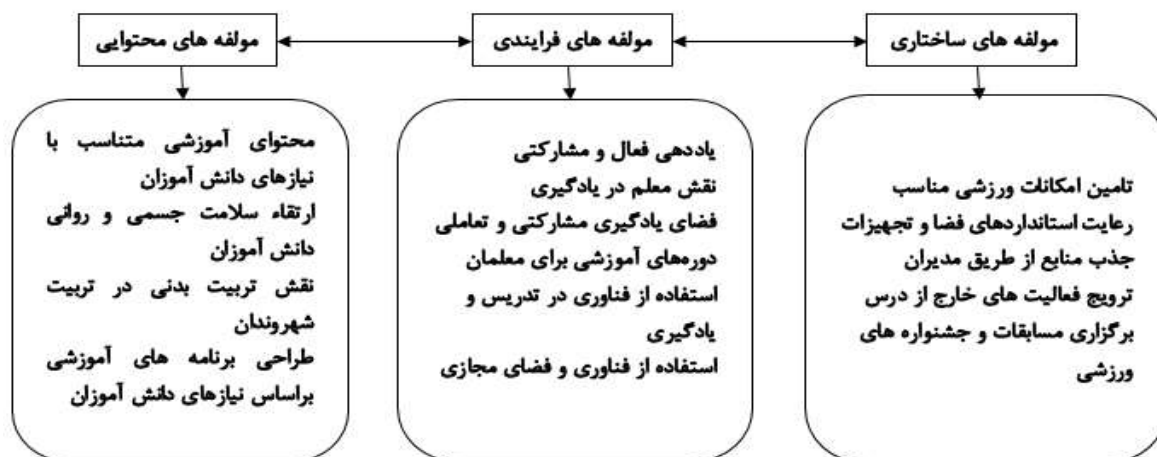 مولفه های ساختاری
مولفه های فرایندی
مولفه های محتوایی
تامین امکانات ورزشی مناسب
رعایت استانداردهای فضا و تجهیزات
جذب منابع از طریق مدیران
ترویج فعالیت های خارج از درس
برگزاری مسابقات و جشنواره های
ورزشی
یاددهی فعال و مشارکتی
نقش معلم در یادگیری
فضای یادگیری مشارکتی و تعاملی
دوره‌های آموزشی برای معلمان
استفاده از فناوری در تدریس و
یادگیری
استفاده از فناوری و فضای مجازی
محتوای آموزشی متناسب با
نیازهای دانش آموزان
ارتقاء سلامت جسمی و روانی
دانش آموزان
نقش تربیت بدنی در تربیت
شهروندان
طراحی برنامه های آموزشی
براساس نیازهای دانش آموزان